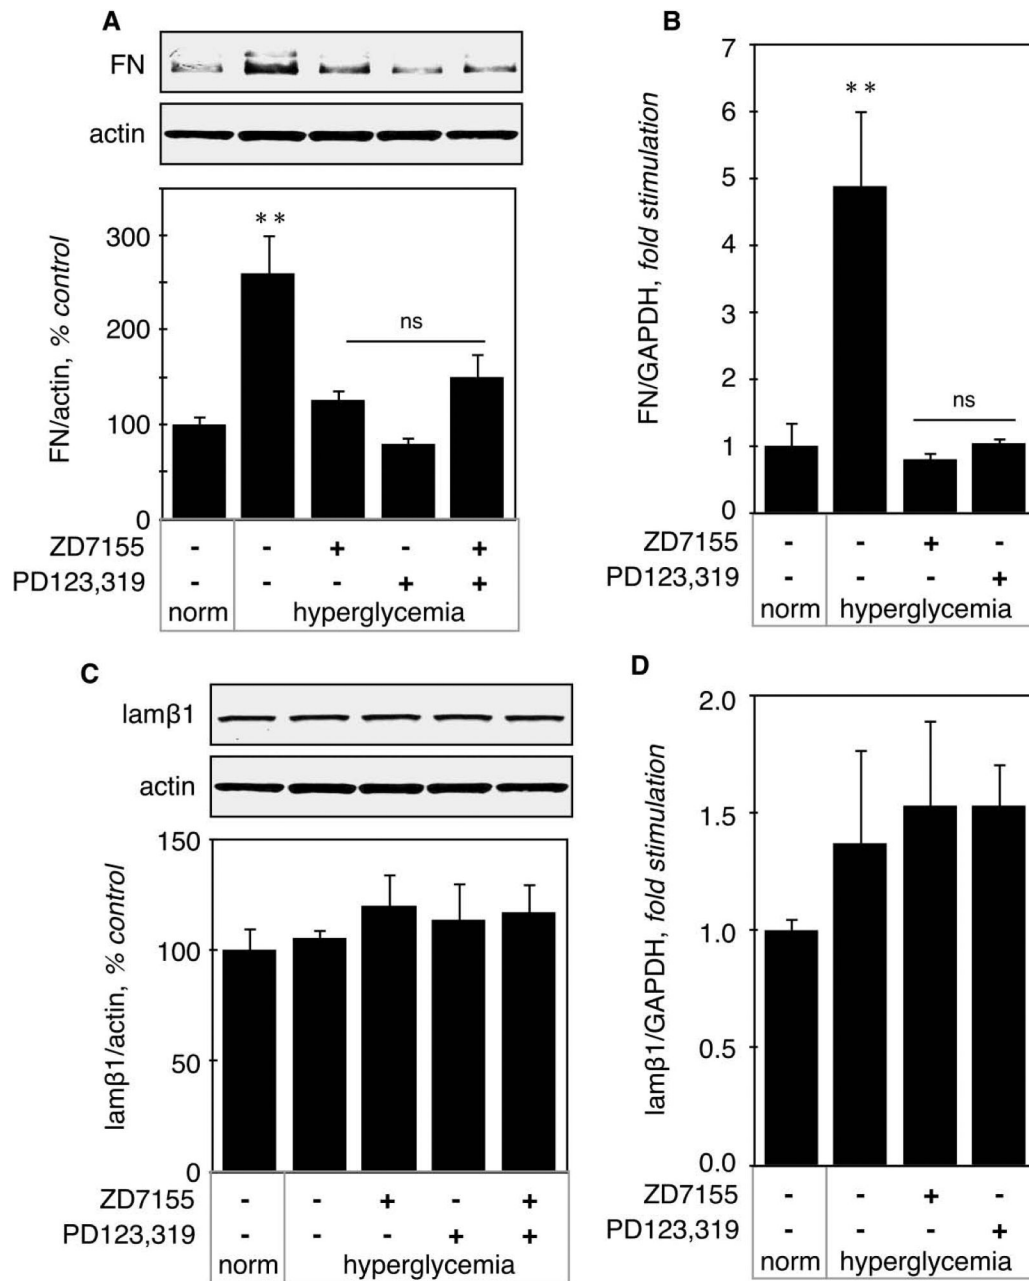 A
FN
actin
FN/actin, % control
300
200
100
0
**
ns
ZD7155 - - + - +
PD123,319 - - - + +
norm hyperglycemia
B
FN/GAPDH, fold stimulation
7
6
5
4
3
2
1
0
**
ns
ZD7155 - - + -
PD123,319 - - - +
norm hyperglycemia
C
lamβ1
actin
lamβ1/actin, % control
150
100
50
0
ZD7155 - - + - +
PD123,319 - - - + +
norm hyperglycemia
D
lamβ1/GAPDH, fold stimulation
2.0
1.5
1.0
0.5
0.0
ZD7155 - - + -
PD123,319 - - - +
norm hyperglycemia